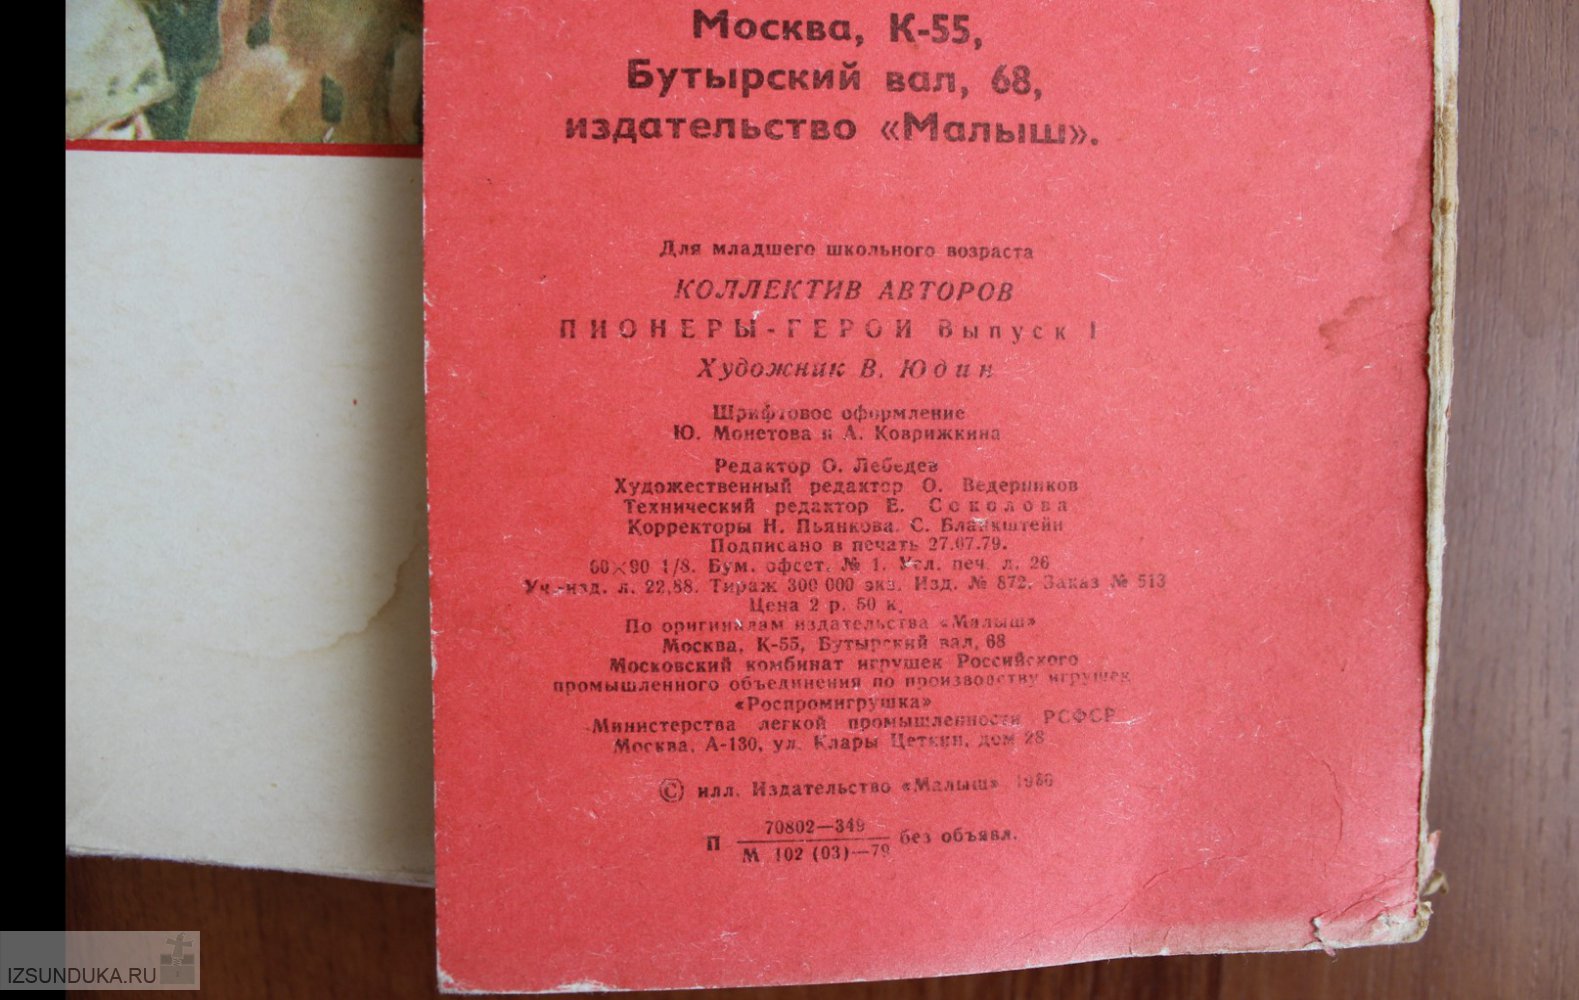 Москва, К-55,
Бутырский вал, 68,
издательство «Малыш».
Для младшего школьного возраста
КОЛЛЕКТИВ АВТОРОВ
ПИОНЕРЫ-ГЕРОИ Выпуск 1
Художник В. Юдин
Шрифтовое оформление
Ю. Монетова и А. Коврижкина
Редактор О. Лебедев
Художественный редактор О. Ведерников
Технический редактор Е. Соколова
Корректоры Н. Пьянкова. С. Бланкштейн
Подписано в печать 27.07.79.
60×90 1/8. Бум. офсет. № 1. Усл. печ. л. 26
Уч.-изд. л. 22,88. Тираж 300 000 экз. Изд. № 872. Заказ № 513
Цена 2 р. 50 к.
По оригиналам издательства «Малыш»
Москва, К-55, Бутырский вал, 68
Московский комбинат игрушек Российского
промышленного объединения по производству игрушек
«Роспромигрушка»
Министерства легкой промышленности РСФСР
Москва, А-130, ул. Клары Цеткин, дом 28
© илл. Издательство «Малыш» 1980
П 70802—349
М 102 (03)—79 без объявл.
IZSUNDUKA.RU